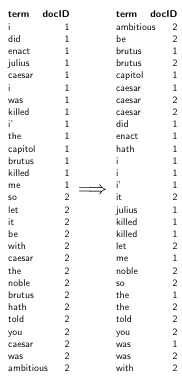 term docID
i 1
did 1
enact 1
julius 1
caesar 1
i 1
was 1
killed 1
i' 1
the 1
capitol 1
brutus 1
killed 1
me 1
so 2
let 2
it 2
be 2
with 2
caesar 2
the 2
noble 2
brutus 2
hath 2
told 2
you 2
caesar 2
was 2
ambitious 2
⟹
term docID
ambitious 2
be 2
brutus 1
brutus 2
capitol 1
caesar 1
caesar 2
caesar 2
did 1
enact 1
hath 1
i 1
i 1
i' 1
it 2
julius 1
killed 1
killed 1
let 2
me 1
noble 2
so 2
the 1
the 2
told 2
you 2
was 1
was 2
with 2